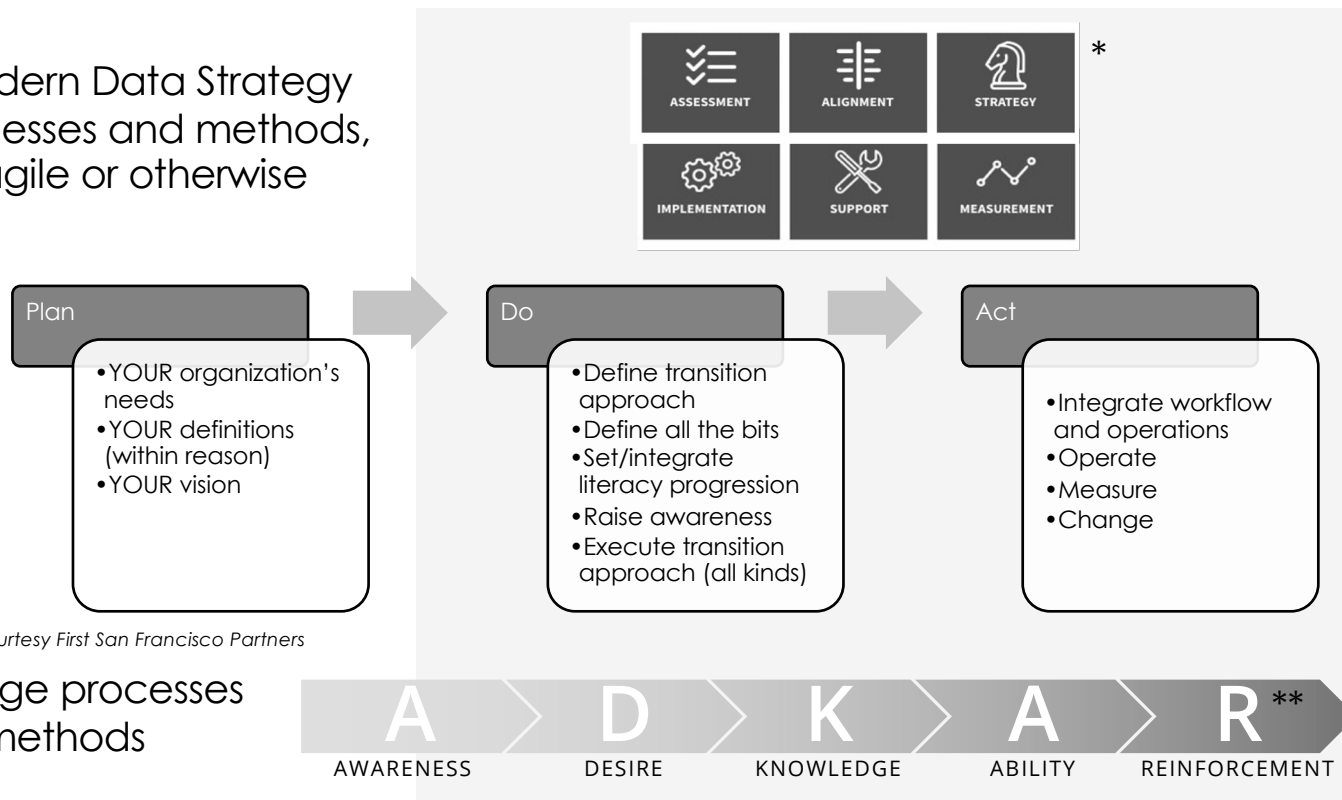 dern Data Strategy
esses and methods,
agile or otherwise
*
ASSESSMENT
ALIGNMENT
STRATEGY
IMPLEMENTATION
SUPPORT
MEASUREMENT
Plan
•YOUR organization's
needs
•YOUR definitions
(within reason)
•YOUR vision
Do
•Define transition
approach
•Define all the bits
•Set/integrate
literacy progression
•Raise awareness
•Execute transition
approach (all kinds)
Act
•Integrate workflow
and operations
•Operate
•Measure
•Change
urtesy First San Francisco Partners
ge processes
methods
A D K A R **
AWARENESS DESIRE KNOWLEDGE ABILITY REINFORCEMENT